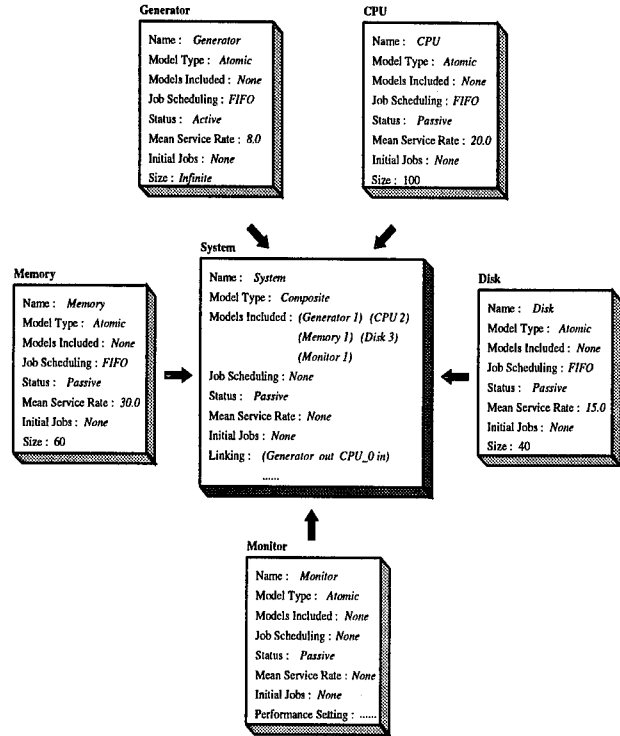 Generator
Name : Generator
Model Type : Atomic
Models Included : None
Job Scheduling : FIFO
Status : Active
Mean Service Rate : 8.0
Initial Jobs : None
Size : Infinite
CPU
Name : CPU
Model Type : Atomic
Models Included : None
Job Scheduling : FIFO
Status : Passive
Mean Service Rate : 20.0
Initial Jobs : None
Size : 100
Memory
Name : Memory
Model Type : Atomic
Models Included : None
Job Scheduling : FIFO
Status : Passive
Mean Service Rate : 30.0
Initial Jobs : None
Size : 60
System
Name : System
Model Type : Composite
Models Included : (Generator 1) (CPU 2)
(Memory 1) (Disk 3)
(Monitor 1)
Job Scheduling : None
Status : Passive
Mean Service Rate : None
Initial Jobs : None
Linking : (Generator out CPU_0 in)
......
Disk
Name : Disk
Model Type : Atomic
Models Included : None
Job Scheduling : FIFO
Status : Passive
Mean Service Rate : 15.0
Initial Jobs : None
Size : 40
Monitor
Name : Monitor
Model Type : Atomic
Models Included : None
Job Scheduling : None
Status : Passive
Mean Service Rate : None
Initial Jobs : None
Performance Setting : ......